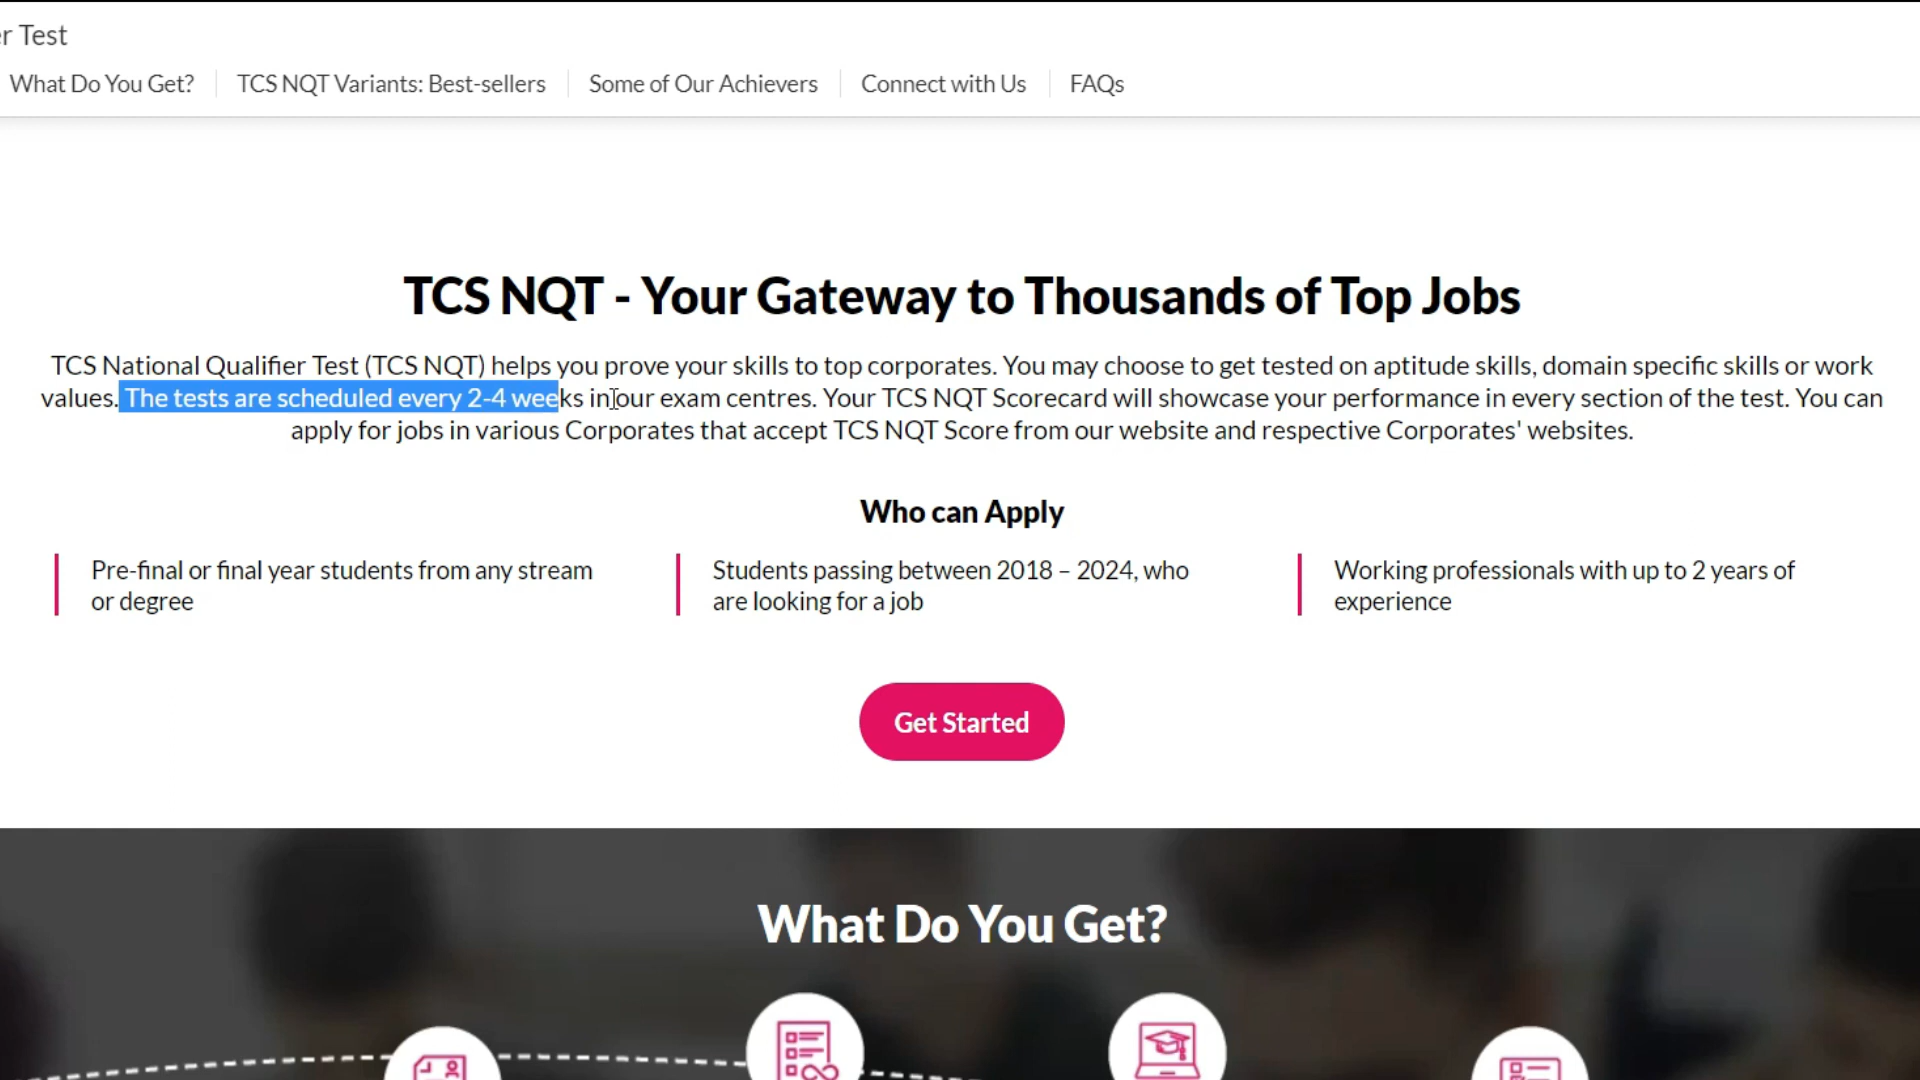 r Test
What Do You Get?
TCS NQT Variants: Best-sellers
Some of Our Achievers
Connect with Us
FAQs
TCS NQT - Your Gateway to Thousands of Top Jobs
TCS National Qualifier Test (TCS NQT) helps you prove your skills to top corporates. You may choose to get tested on aptitude skills, domain specific skills or work
values. The tests are scheduled every 2-4 weeks in our exam centres. Your TCS NQT Scorecard will showcase your performance in every section of the test. You can
apply for jobs in various Corporates that accept TCS NQT Score from our website and respective Corporates' websites.
Who can Apply
Pre-final or final year students from any stream
or degree
Students passing between 2018 – 2024, who
are looking for a job
Working professionals with up to 2 years of
experience
Get Started
What Do You Get?